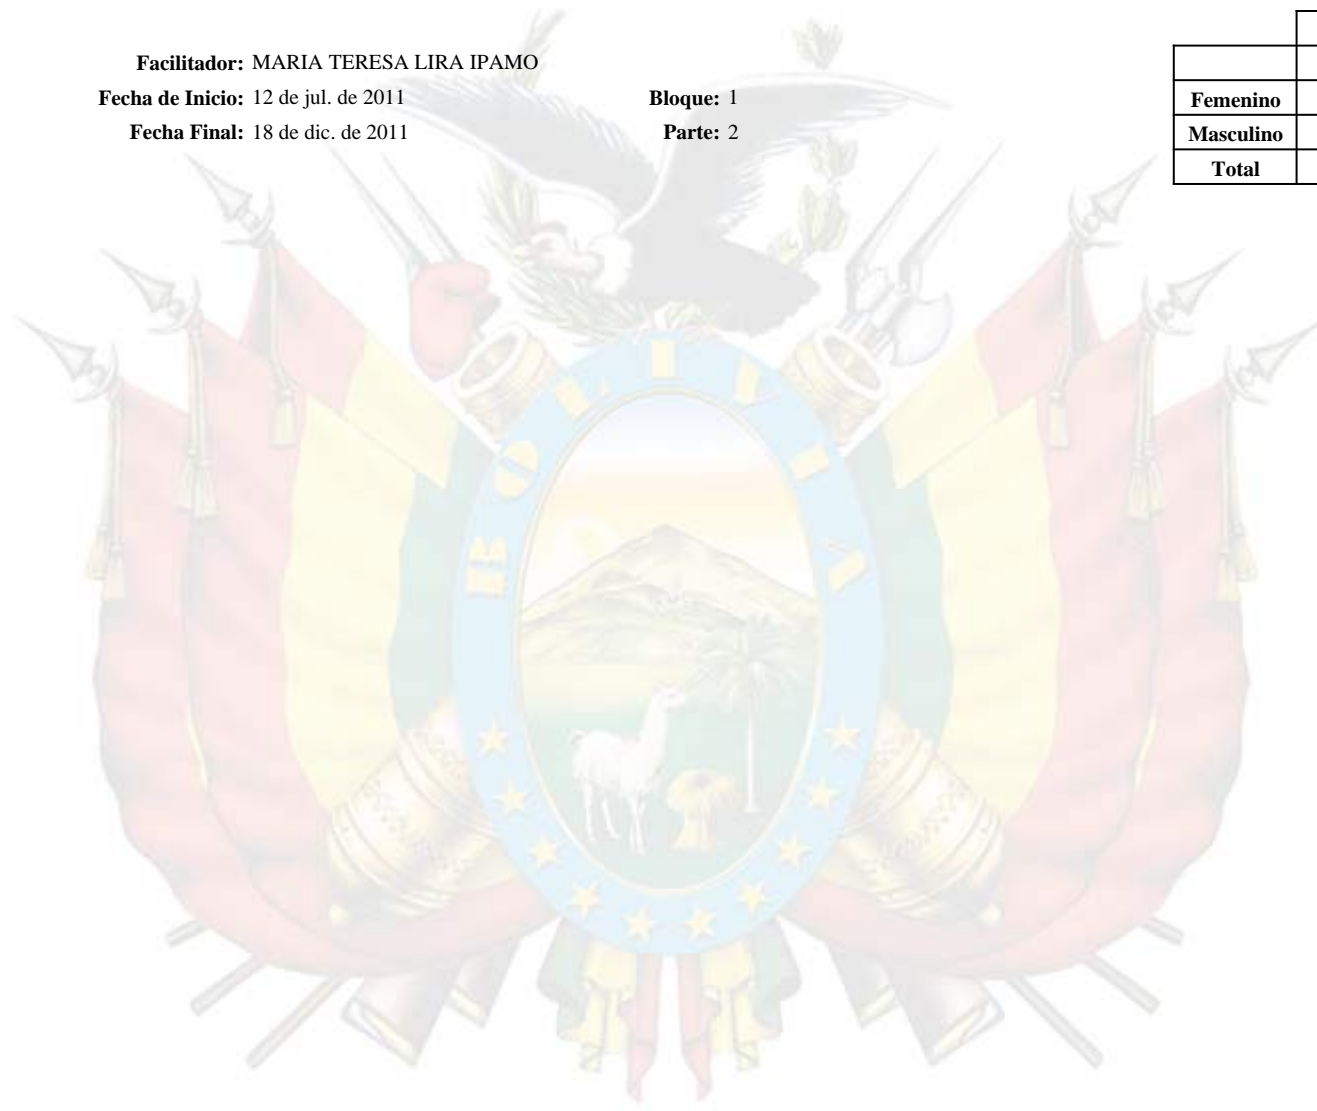 Facilitador: MARIA TERESA LIRA IPAMO
Fecha de Inicio: 12 de jul. de 2011 Bloque: 1
Fecha Final: 18 de dic. de 2011 Parte: 2
Femenino
Masculino
Total
BOLIVIA